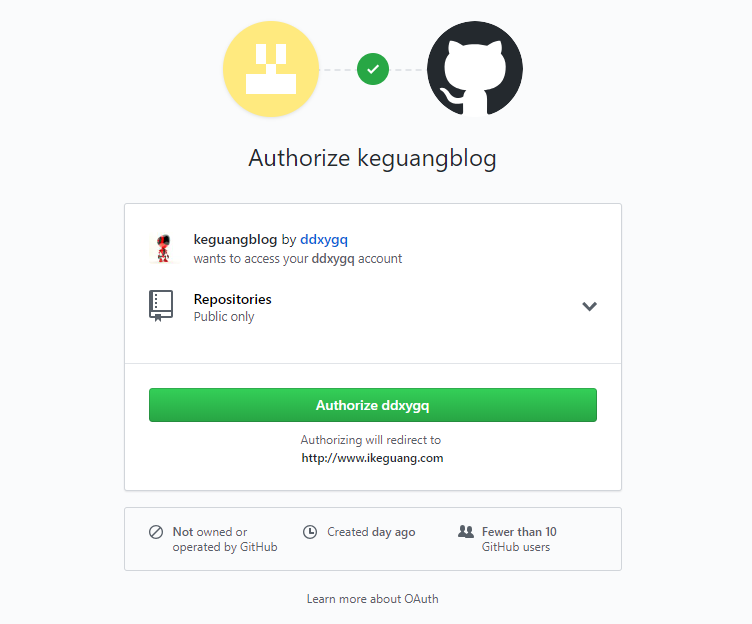 Authorize keguangblog
keguangblog by ddxygq
wants to access your ddxygq account
Repositories
Public only
Authorize ddxygq
Authorizing will redirect to
http://www.ikeguang.com
Not owned or
operated by GitHub
Created day ago
Fewer than 10
GitHub users
Learn more about OAuth